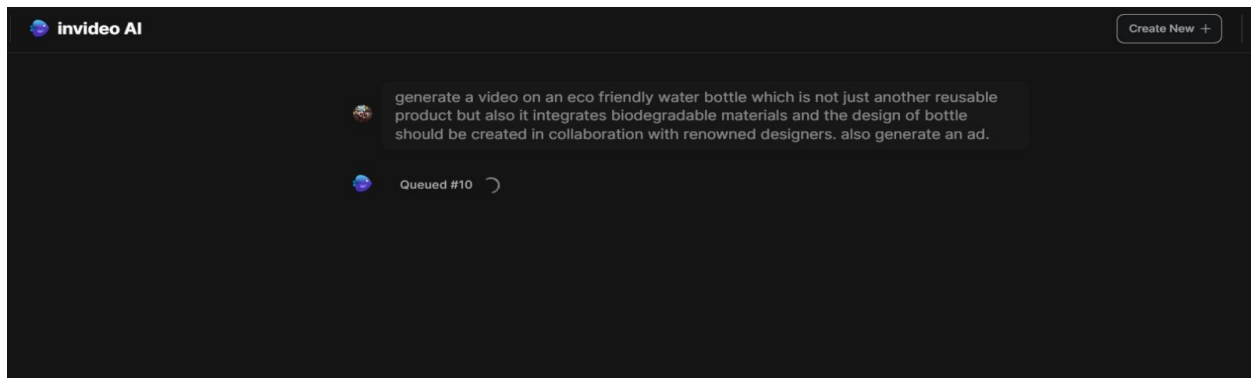 invideo AI
Create New +
generate a video on an eco friendly water bottle which is not just another reusable
product but also it integrates biodegradable materials and the design of bottle
should be created in collaboration with renowned designers. also generate an ad.
Queued #10